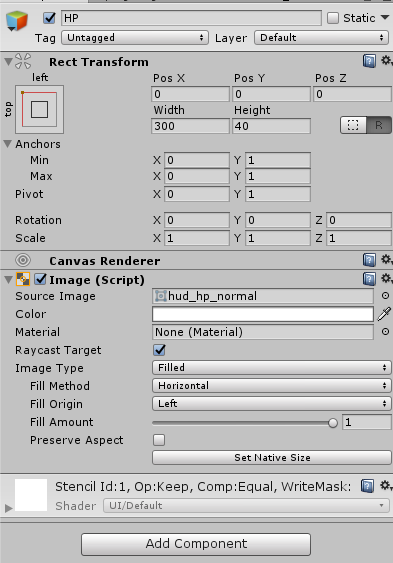 HP Static
Tag Untagged Layer Default
Rect Transform
left Pos X Pos Y Pos Z
top 0 0 0
Width Height
300 40 R
Anchors
Min X 0 Y 1
Max X 0 Y 1
Pivot X 0 Y 1
Rotation X 0 Y 0 Z 0
Scale X 1 Y 1 Z 1
Canvas Renderer
Image (Script)
Source Image hud_hp_normal
Color
Material None (Material)
Raycast Target
Image Type Filled
Fill Method Horizontal
Fill Origin Left
Fill Amount 1
Preserve Aspect
Set Native Size
Stencil Id:1, Op:Keep, Comp:Equal, WriteMask:
Shader UI/Default
Add Component